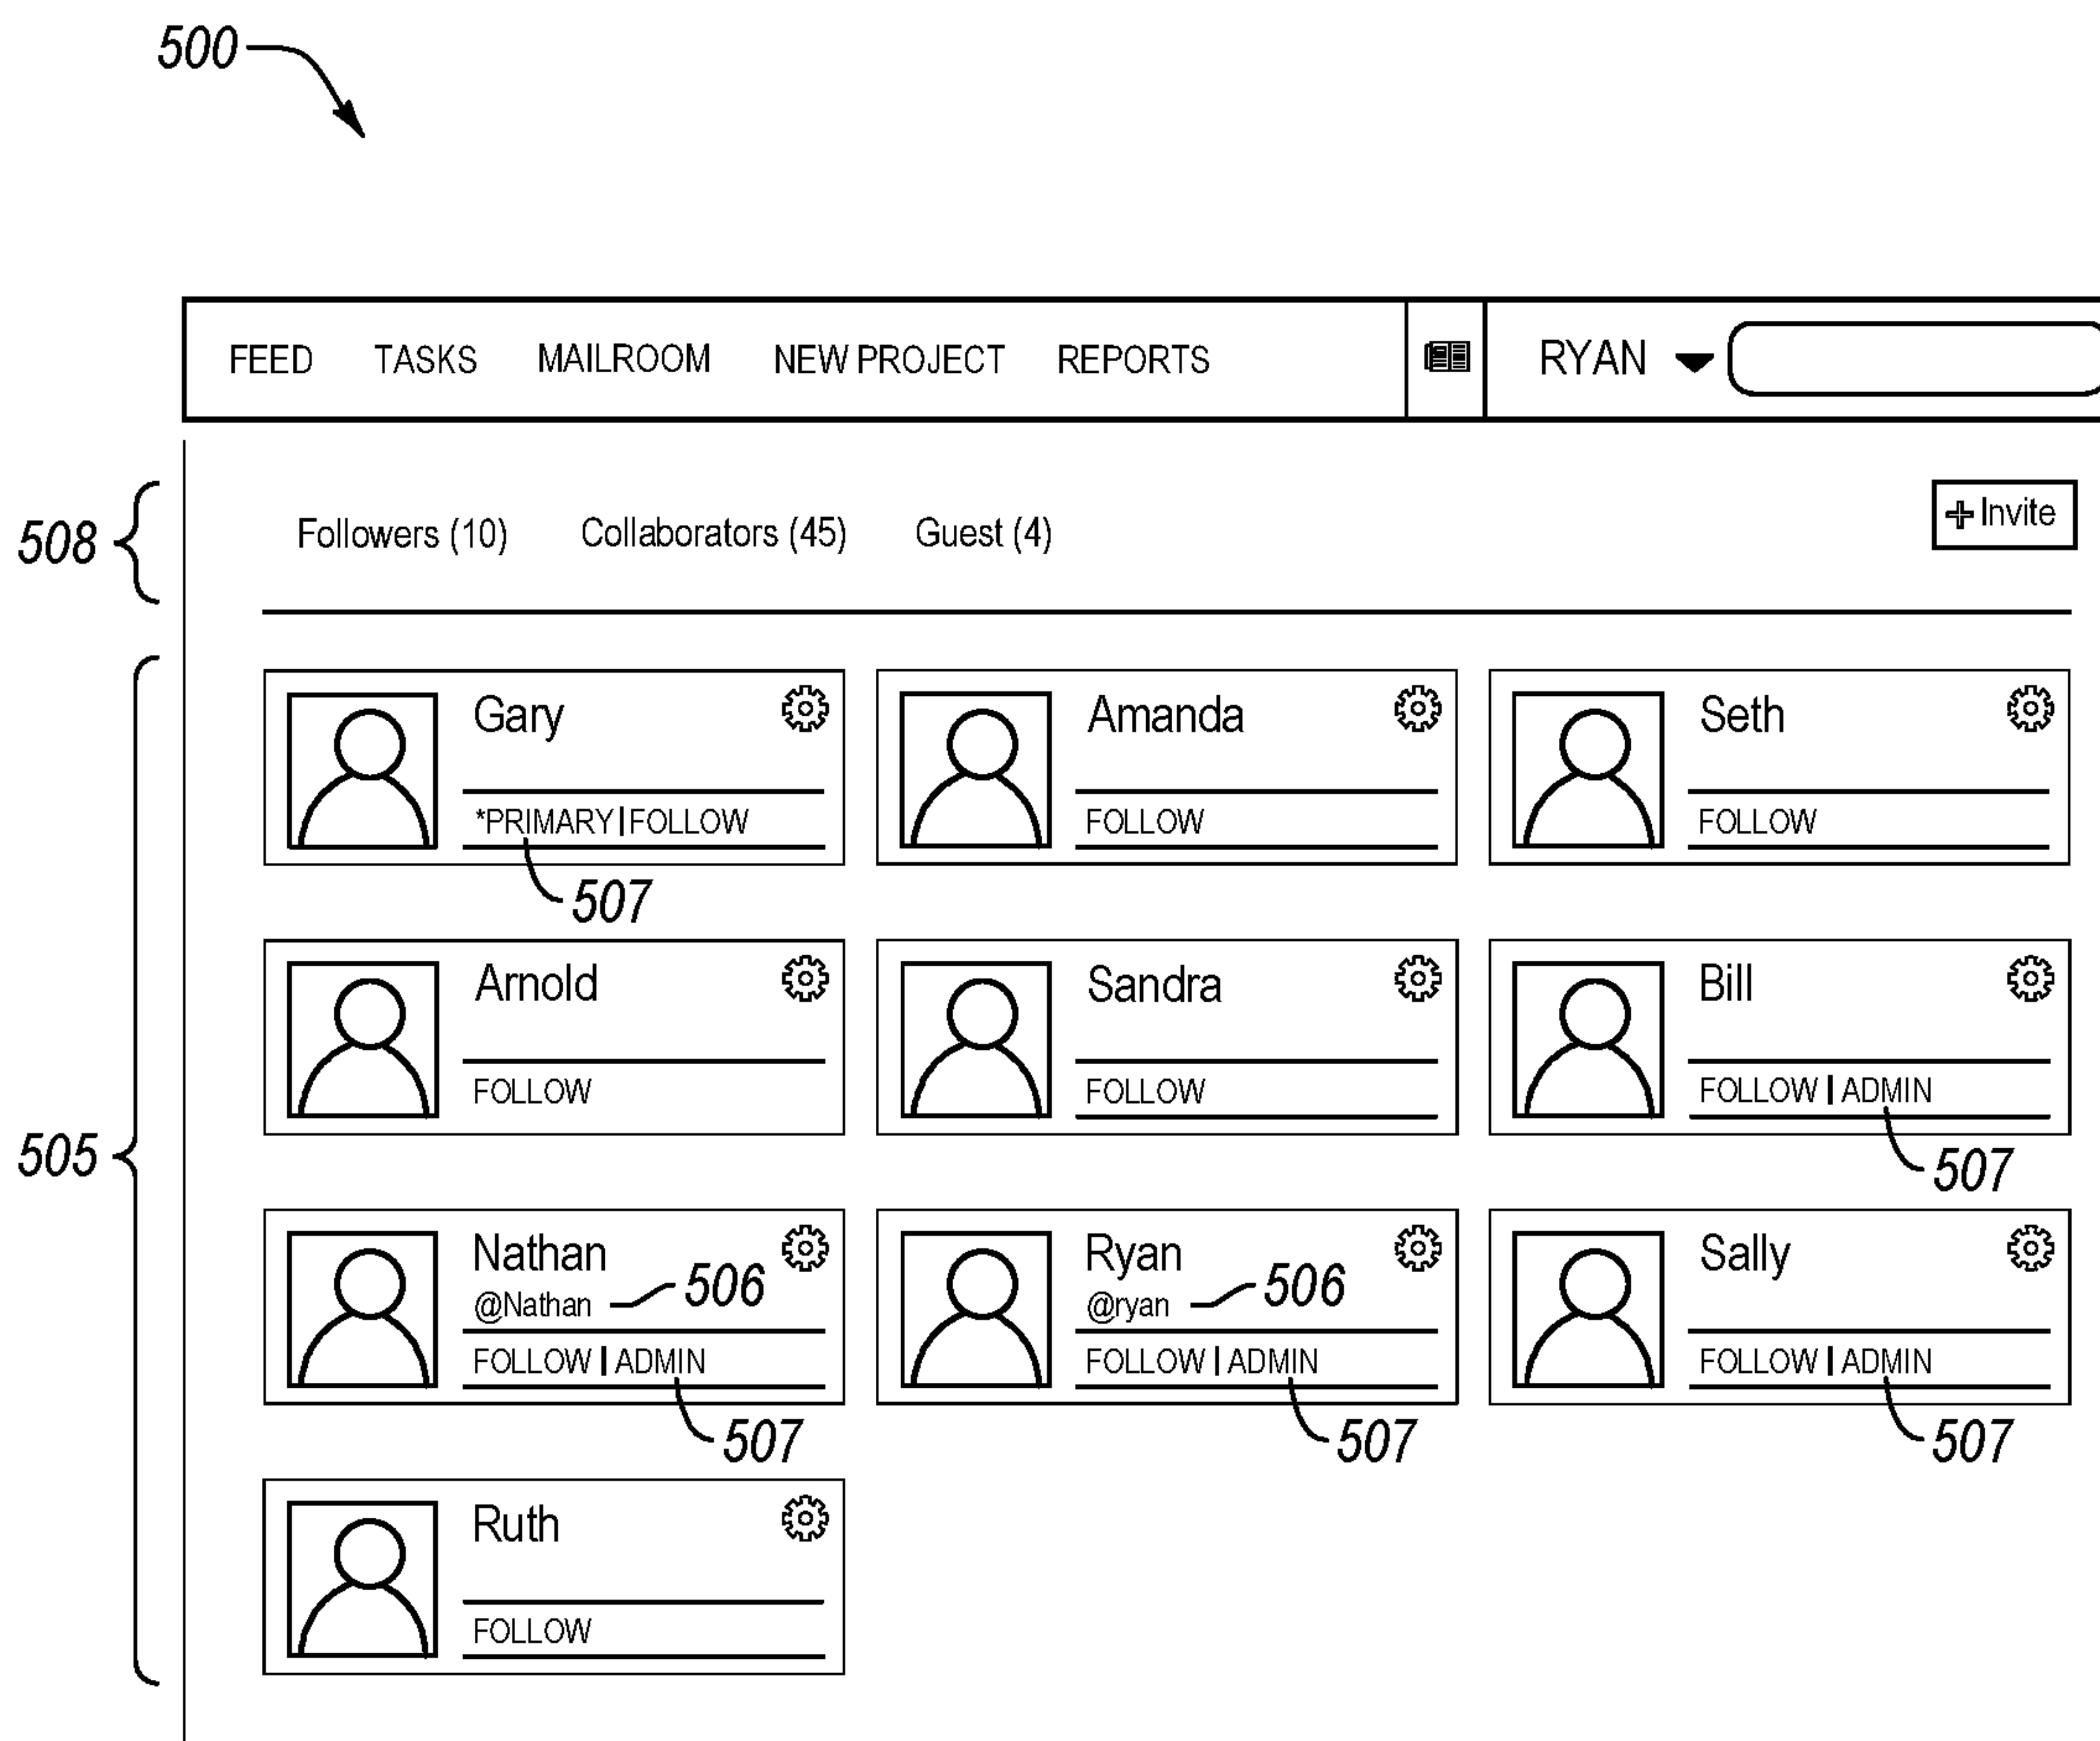 500
FEED TASKS MAILROOM NEW PROJECT REPORTS RYAN
508
Followers (10) Collaborators (45) Guest (4) + Invite
505
Gary
*PRIMARY|FOLLOW
507
Amanda
FOLLOW
Seth
FOLLOW
Arnold
FOLLOW
Sandra
FOLLOW
Bill
FOLLOW | ADMIN
507
Nathan
@Nathan 506
FOLLOW | ADMIN
507
Ryan
@ryan 506
FOLLOW | ADMIN
507
Sally
FOLLOW | ADMIN
507
Ruth
FOLLOW